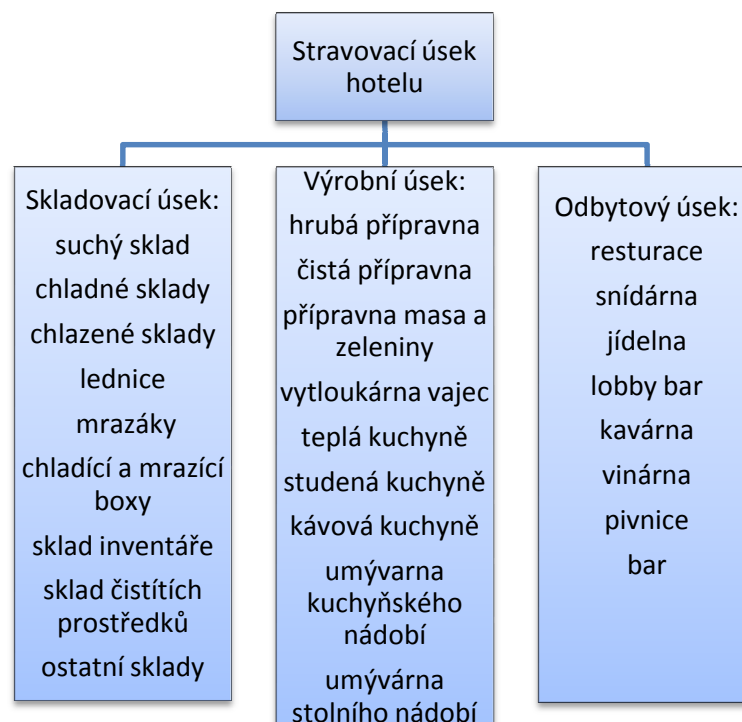 Stravovací úsek
hotelu
Skladovací úsek:
suchý sklad
chladné sklady
chlazené sklady
lednice
mrazáky
chladící a mrazící
boxy
sklad inventáře
sklad čistítích
prostředků
ostatní sklady
Výrobní úsek:
hrubá přípravna
čistá přípravna
přípravna masa a
zeleniny
vytloukárna vajec
teplá kuchyně
studená kuchyně
kávová kuchyně
umývarna
kuchyňského
nádobí
umývárna
stolního nádobí
Odbytový úsek:
resturace
snídárna
jídelna
lobby bar
kavárna
vinárna
pivnice
bar